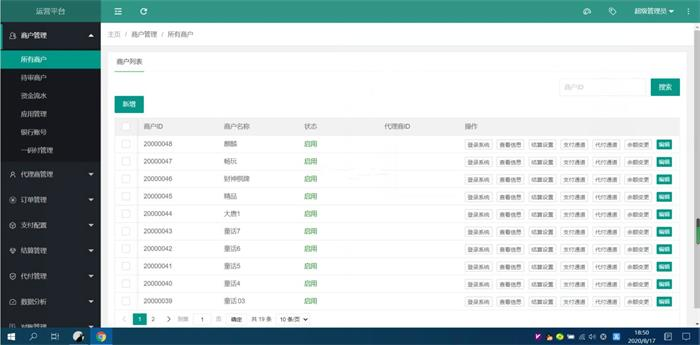 运营平台
超级管理员
商户管理
主页 / 商户管理 / 所有商户
所有商户
待审商户
资金流水
应用管理
银行账号
一码付管理
代理商管理
订单管理
支付配置
结算管理
代付管理
数据分析
对账管理
商户列表
商户ID
搜索
新增
商户ID 商户名称 状态 代理商ID 操作
20000048 麒麟 启用 登录系统 查看信息 结算设置 支付通道 代付通道 余额变更 编辑
20000047 畅玩 启用 登录系统 查看信息 结算设置 支付通道 代付通道 余额变更 编辑
20000046 财神棋牌 启用 登录系统 查看信息 结算设置 支付通道 代付通道 余额变更 编辑
20000045 精品 启用 登录系统 查看信息 结算设置 支付通道 代付通道 余额变更 编辑
20000044 大唐1 启用 登录系统 查看信息 结算设置 支付通道 代付通道 余额变更 编辑
20000043 童话7 启用 登录系统 查看信息 结算设置 支付通道 代付通道 余额变更 编辑
20000042 童话6 启用 登录系统 查看信息 结算设置 支付通道 代付通道 余额变更 编辑
20000041 童话5 启用 登录系统 查看信息 结算设置 支付通道 代付通道 余额变更 编辑
20000040 童话4 启用 登录系统 查看信息 结算设置 支付通道 代付通道 余额变更 编辑
20000039 童话03 启用 登录系统 查看信息 结算设置 支付通道 代付通道 余额变更 编辑
1 2 到第 1 页 确定 共 19 条 10 条/页
18:50
2020/8/17